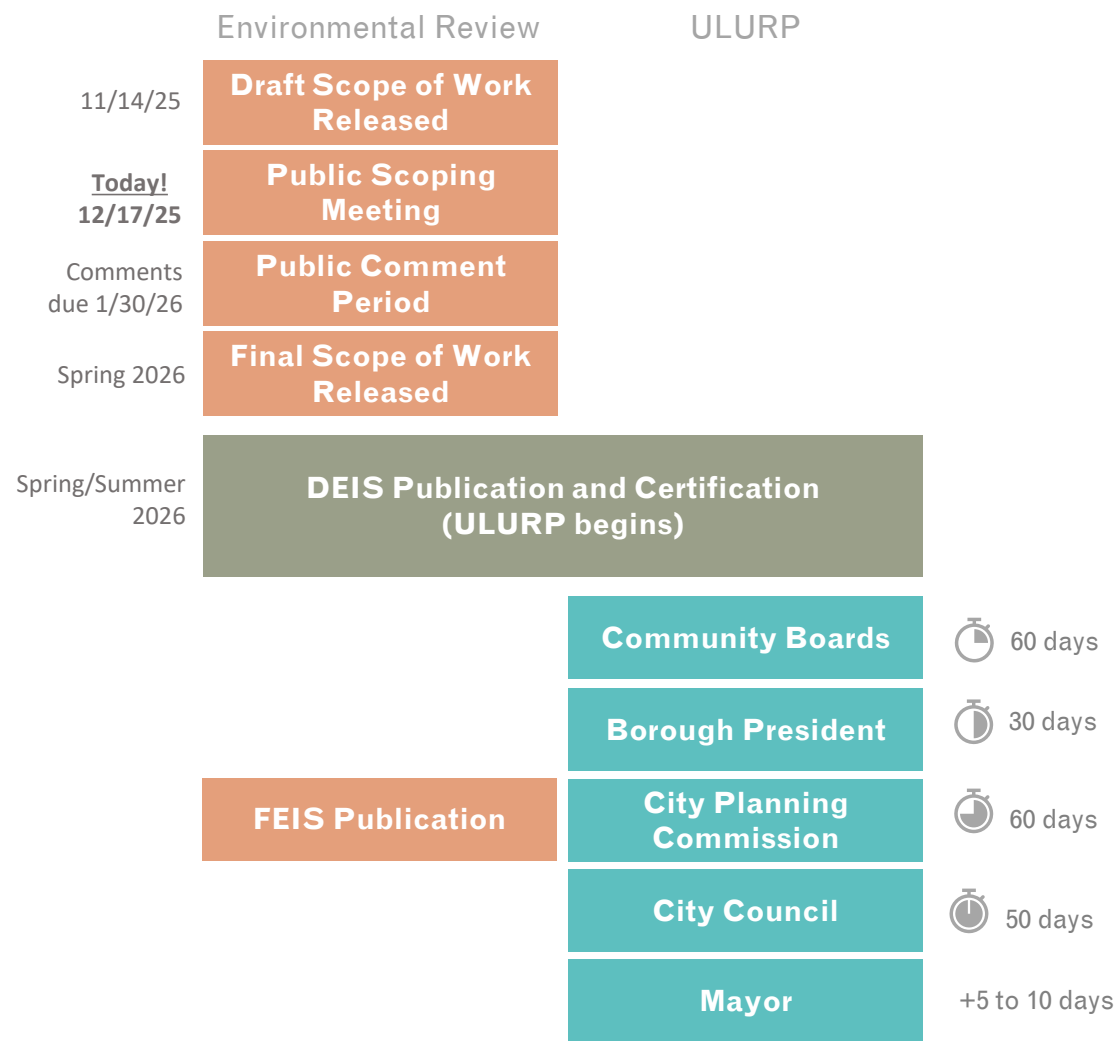 Environmental Review
ULURP
11/14/25
Draft Scope of Work
Released
Today!
12/17/25
Public Scoping
Meeting
Comments
due 1/30/26
Public Comment
Period
Spring 2026
Final Scope of Work
Released
Spring/Summer
2026
DEIS Publication and Certification
(ULURP begins)
Community Boards
60 days
Borough President
30 days
FEIS Publication
City Planning
Commission
60 days
City Council
50 days
Mayor
+5 to 10 days